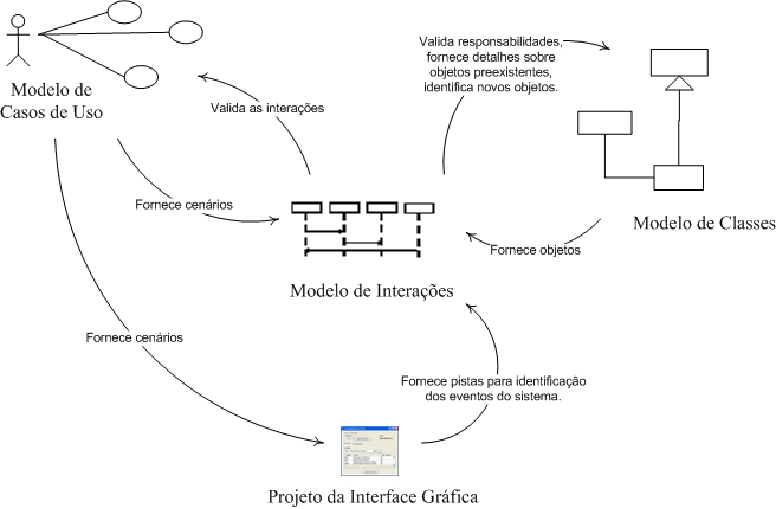 Modelo de
Casos de Uso
Valida responsabilidades,
fornece detalhes sobre
objetos preexistentes,
identifica novos objetos.
Valida as interações
Fornece cenários
Modelo de Classes
Fornece objetos
Modelo de Interações
Fornece cenários
Fornece pistas para identificação
dos eventos do sistema.
Projeto da Interface Gráfica